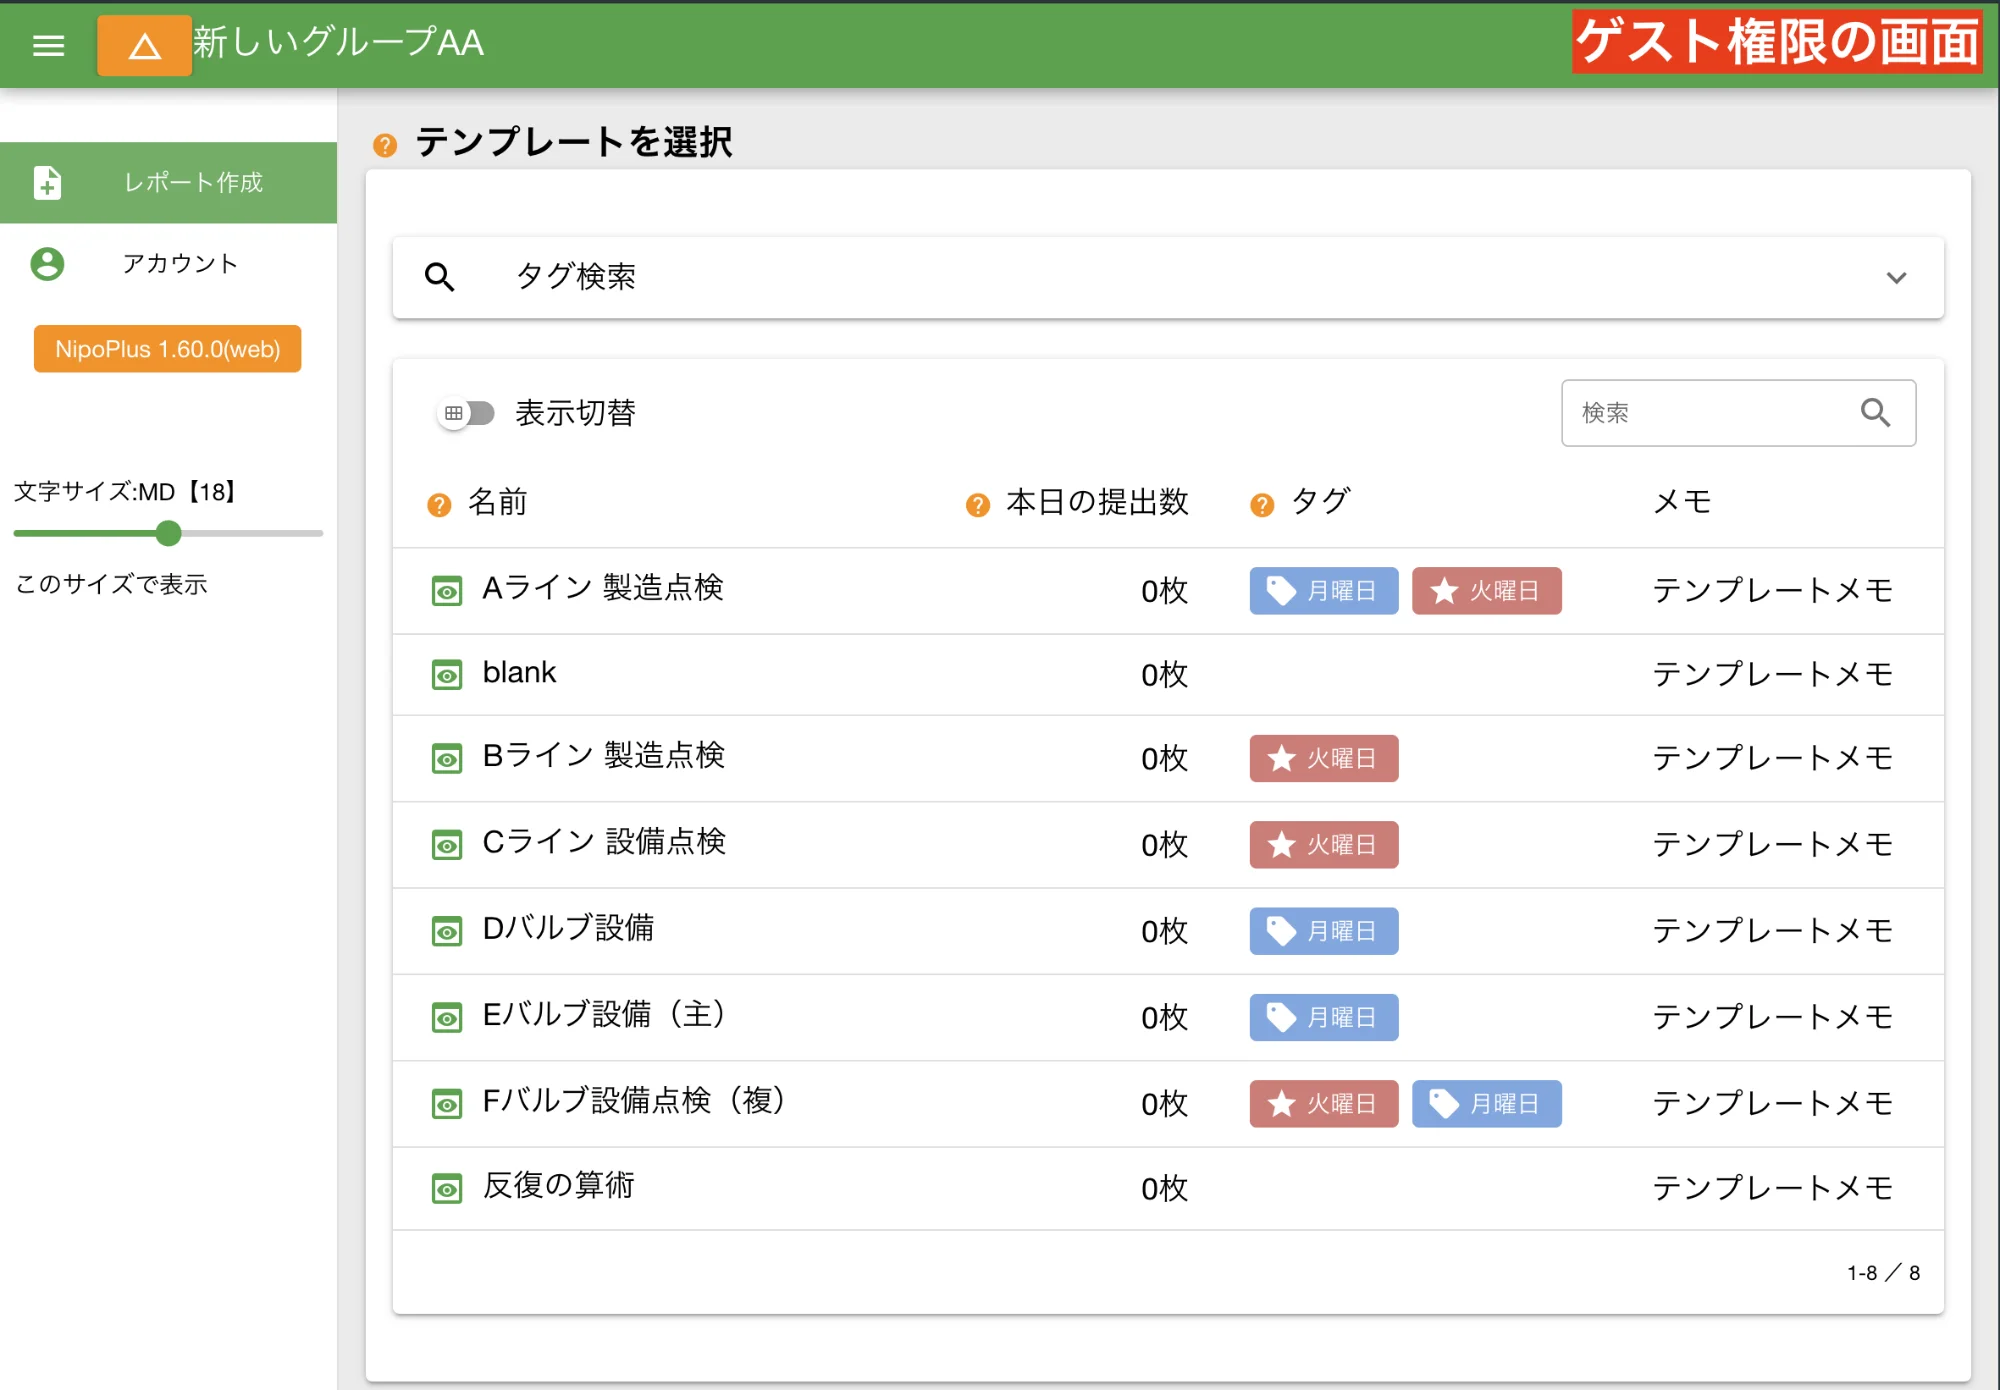 新しいグループAA
ゲスト権限の画面
レポート作成
アカウント
NipoPlus 1.60.0(web)
文字サイズ:MD【18】
このサイズで表示
テンプレートを選択
タグ検索
表示切替
検索
名前 本日の提出数 タグ メモ
Aライン 製造点検 0枚 月曜日 火曜日 テンプレートメモ
blank 0枚 テンプレートメモ
Bライン 製造点検 0枚 火曜日 テンプレートメモ
Cライン 設備点検 0枚 火曜日 テンプレートメモ
Dバルブ設備 0枚 月曜日 テンプレートメモ
Eバルブ設備（主） 0枚 月曜日 テンプレートメモ
Fバルブ設備点検（複） 0枚 火曜日 月曜日 テンプレートメモ
反復の算術 0枚 テンプレートメモ
1-8 ／ 8